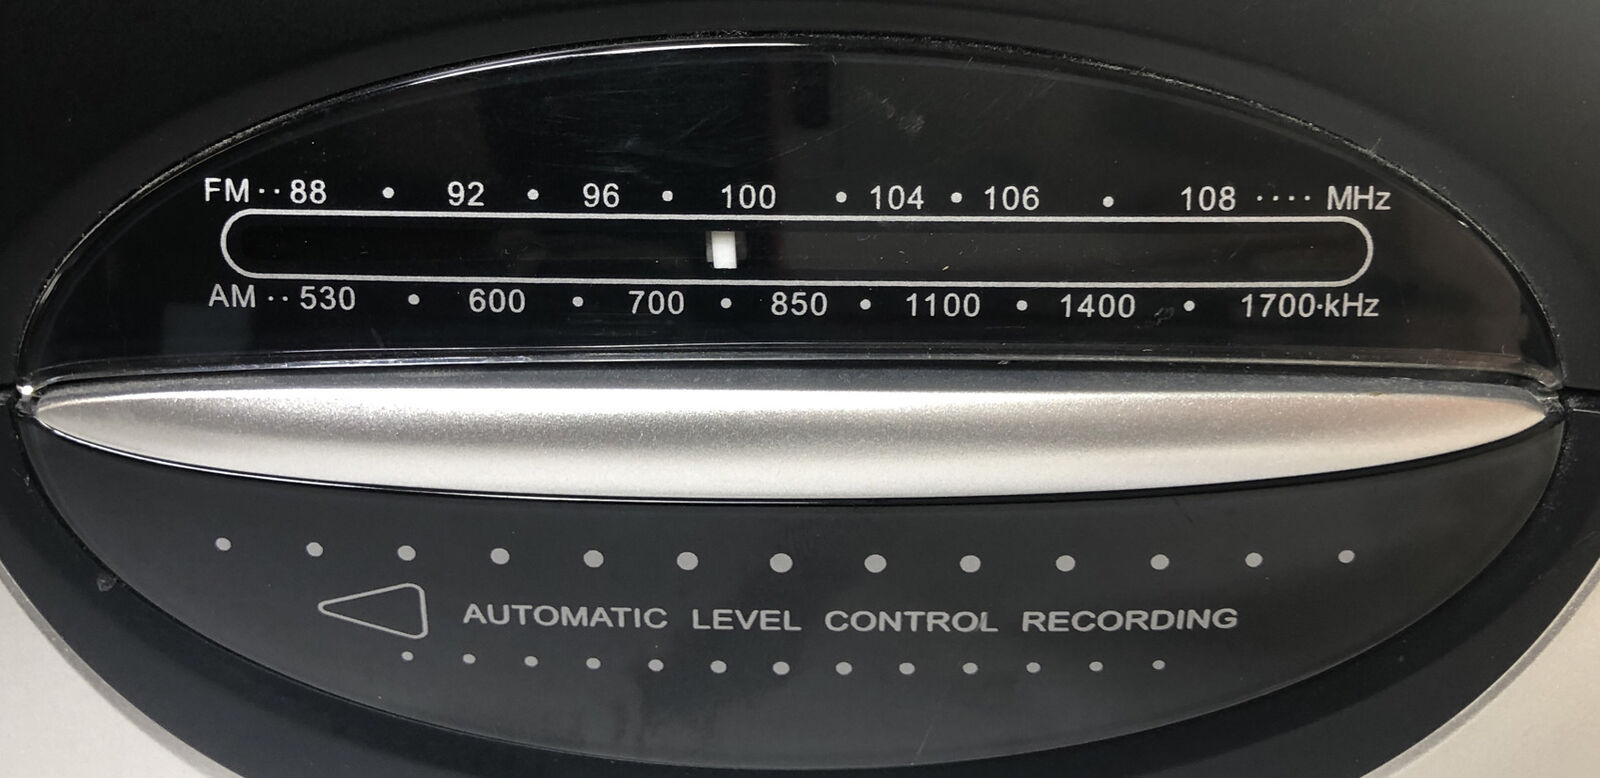 FM··88 • 92 • 96 • 100 • 104 • 106 • 108 ···· MHz
AM··530 • 600 • 700 • 850 • 1100 • 1400 • 1700·kHz
AUTOMATIC LEVEL CONTROL RECORDING